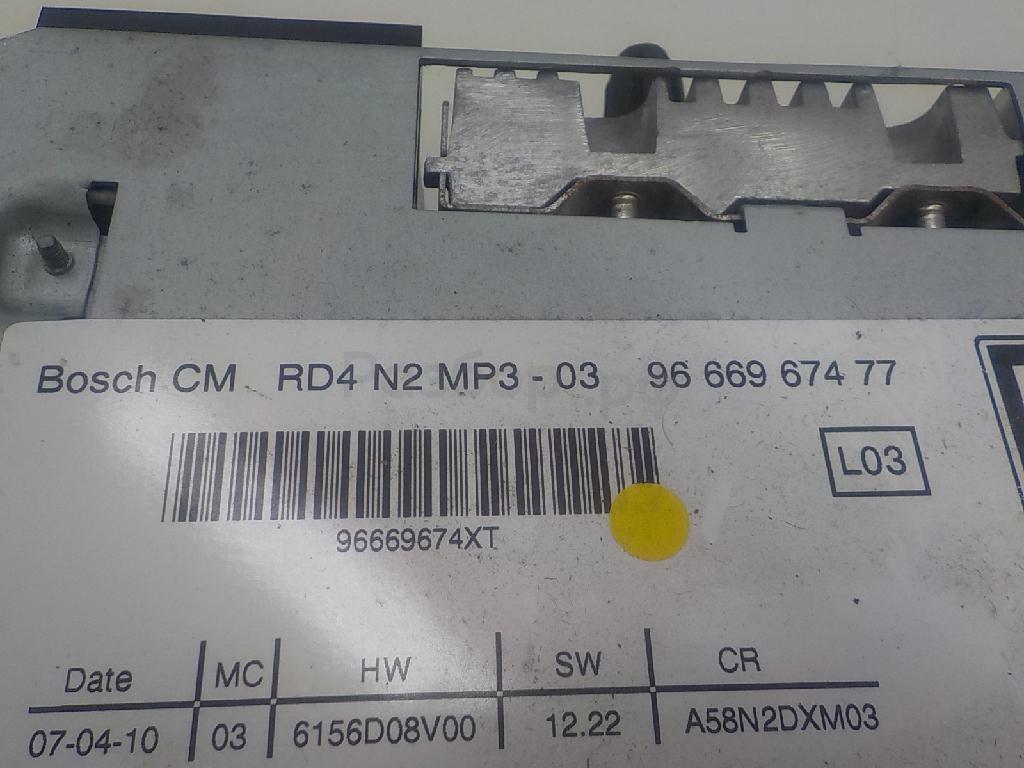 Bosch CM RD4 N2 MP3 - 03 96 669 674 77
L03
96669674XT
Date MC HW SW CR
07-04-10 03 6156D08V00 12.22 A58N2DXM03